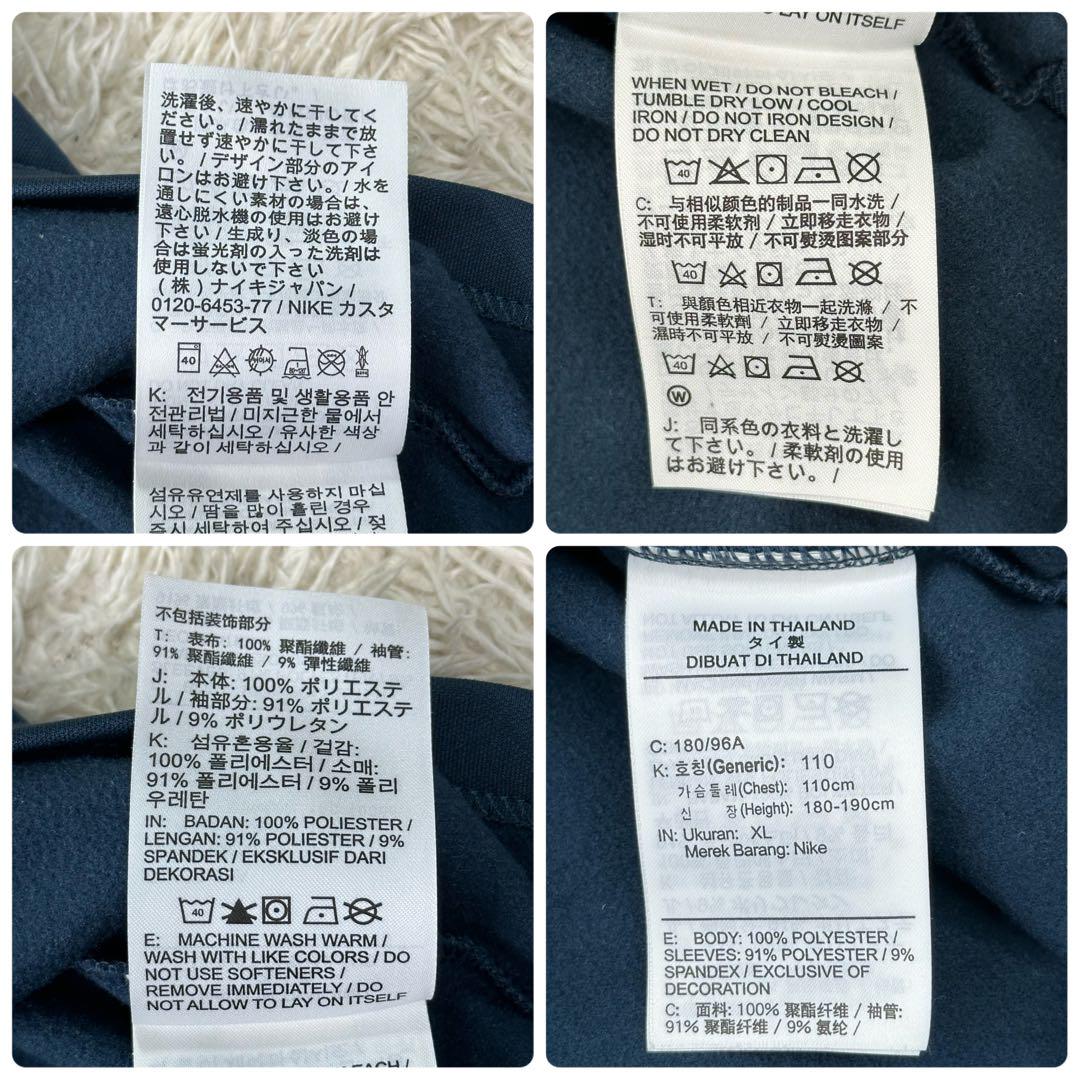 洗濯後、速やかに干してく
ださい。 / 濡れたままで放
置せず速やかに干して下さ
い。 / デザイン部分のアイ
ロンはお避け下さい。 / 水を
通しにくい素材の場合は、
遠心脱水機の使用はお避け
下さい / 生成り、淡色の場
合は蛍光剤の入った洗剤は
使用しないで下さい
(株) ナイキジャパン /
0120-6453-77 / NIKE カスタ
マーサービス
40
K: 전기용품 및 생활용품 안
전관리법 / 미지근한 물에서
세탁하십시오 / 유사한 색상
과 같이 세탁하십시오 /
섬유유연제를 사용하지 마십
시오 / 땀을 많이 흘린 경우
즉시 세탁하여 주십시오 / 젖
TO LAY ON ITSELF
WHEN WET / DO NOT BLEACH /
TUMBLE DRY LOW / COOL
IRON / DO NOT IRON DESIGN /
DO NOT DRY CLEAN
40
C: 与相似颜色的制品一同水洗 /
不可使用柔软剂 / 立即移走衣物 /
湿时不可平放 / 不可熨烫图案部分
40
T: 與顏色相近衣物一起洗滌 / 不
可使用柔軟劑 / 立即移走衣物 /
濕時不可平放 / 不可熨燙圖案
40
W
J: 同系色の衣料と洗濯し
て下さい。 / 柔軟剤の使用
はお避け下さい。 /
不包括装饰部分
T: 表布: 100% 聚酯纖維 / 袖管:
91% 聚酯纖維 / 9% 彈性纖維
J: 本体: 100% ポリエステ
ル / 袖部分: 91% ポリエステ
ル / 9% ポリウレタン
K: 섬유혼용율 / 겉감:
100% 폴리에스터 / 소매:
91% 폴리에스터 / 9% 폴리
우레탄
IN: BADAN: 100% POLIESTER /
LENGAN: 91% POLIESTER / 9%
SPANDEK / EKSKLUSIF DARI
DEKORASI
40
E: MACHINE WASH WARM /
WASH WITH LIKE COLORS / DO
NOT USE SOFTENERS /
REMOVE IMMEDIATELY / DO
NOT ALLOW TO LAY ON ITSELF
MADE IN THAILAND
タイ製
DIBUAT DI THAILAND
C: 180/96A
K: 호칭(Generic): 110
가슴둘레(Chest): 110cm
신 장(Height): 180-190cm
IN: Ukuran: XL
Merek Barang: Nike
E: BODY: 100% POLYESTER /
SLEEVES: 91% POLYESTER / 9%
SPANDEX / EXCLUSIVE OF
DECORATION
C: 面料: 100% 聚酯纤维 / 袖管:
91% 聚酯纤维 / 9% 氨纶 /